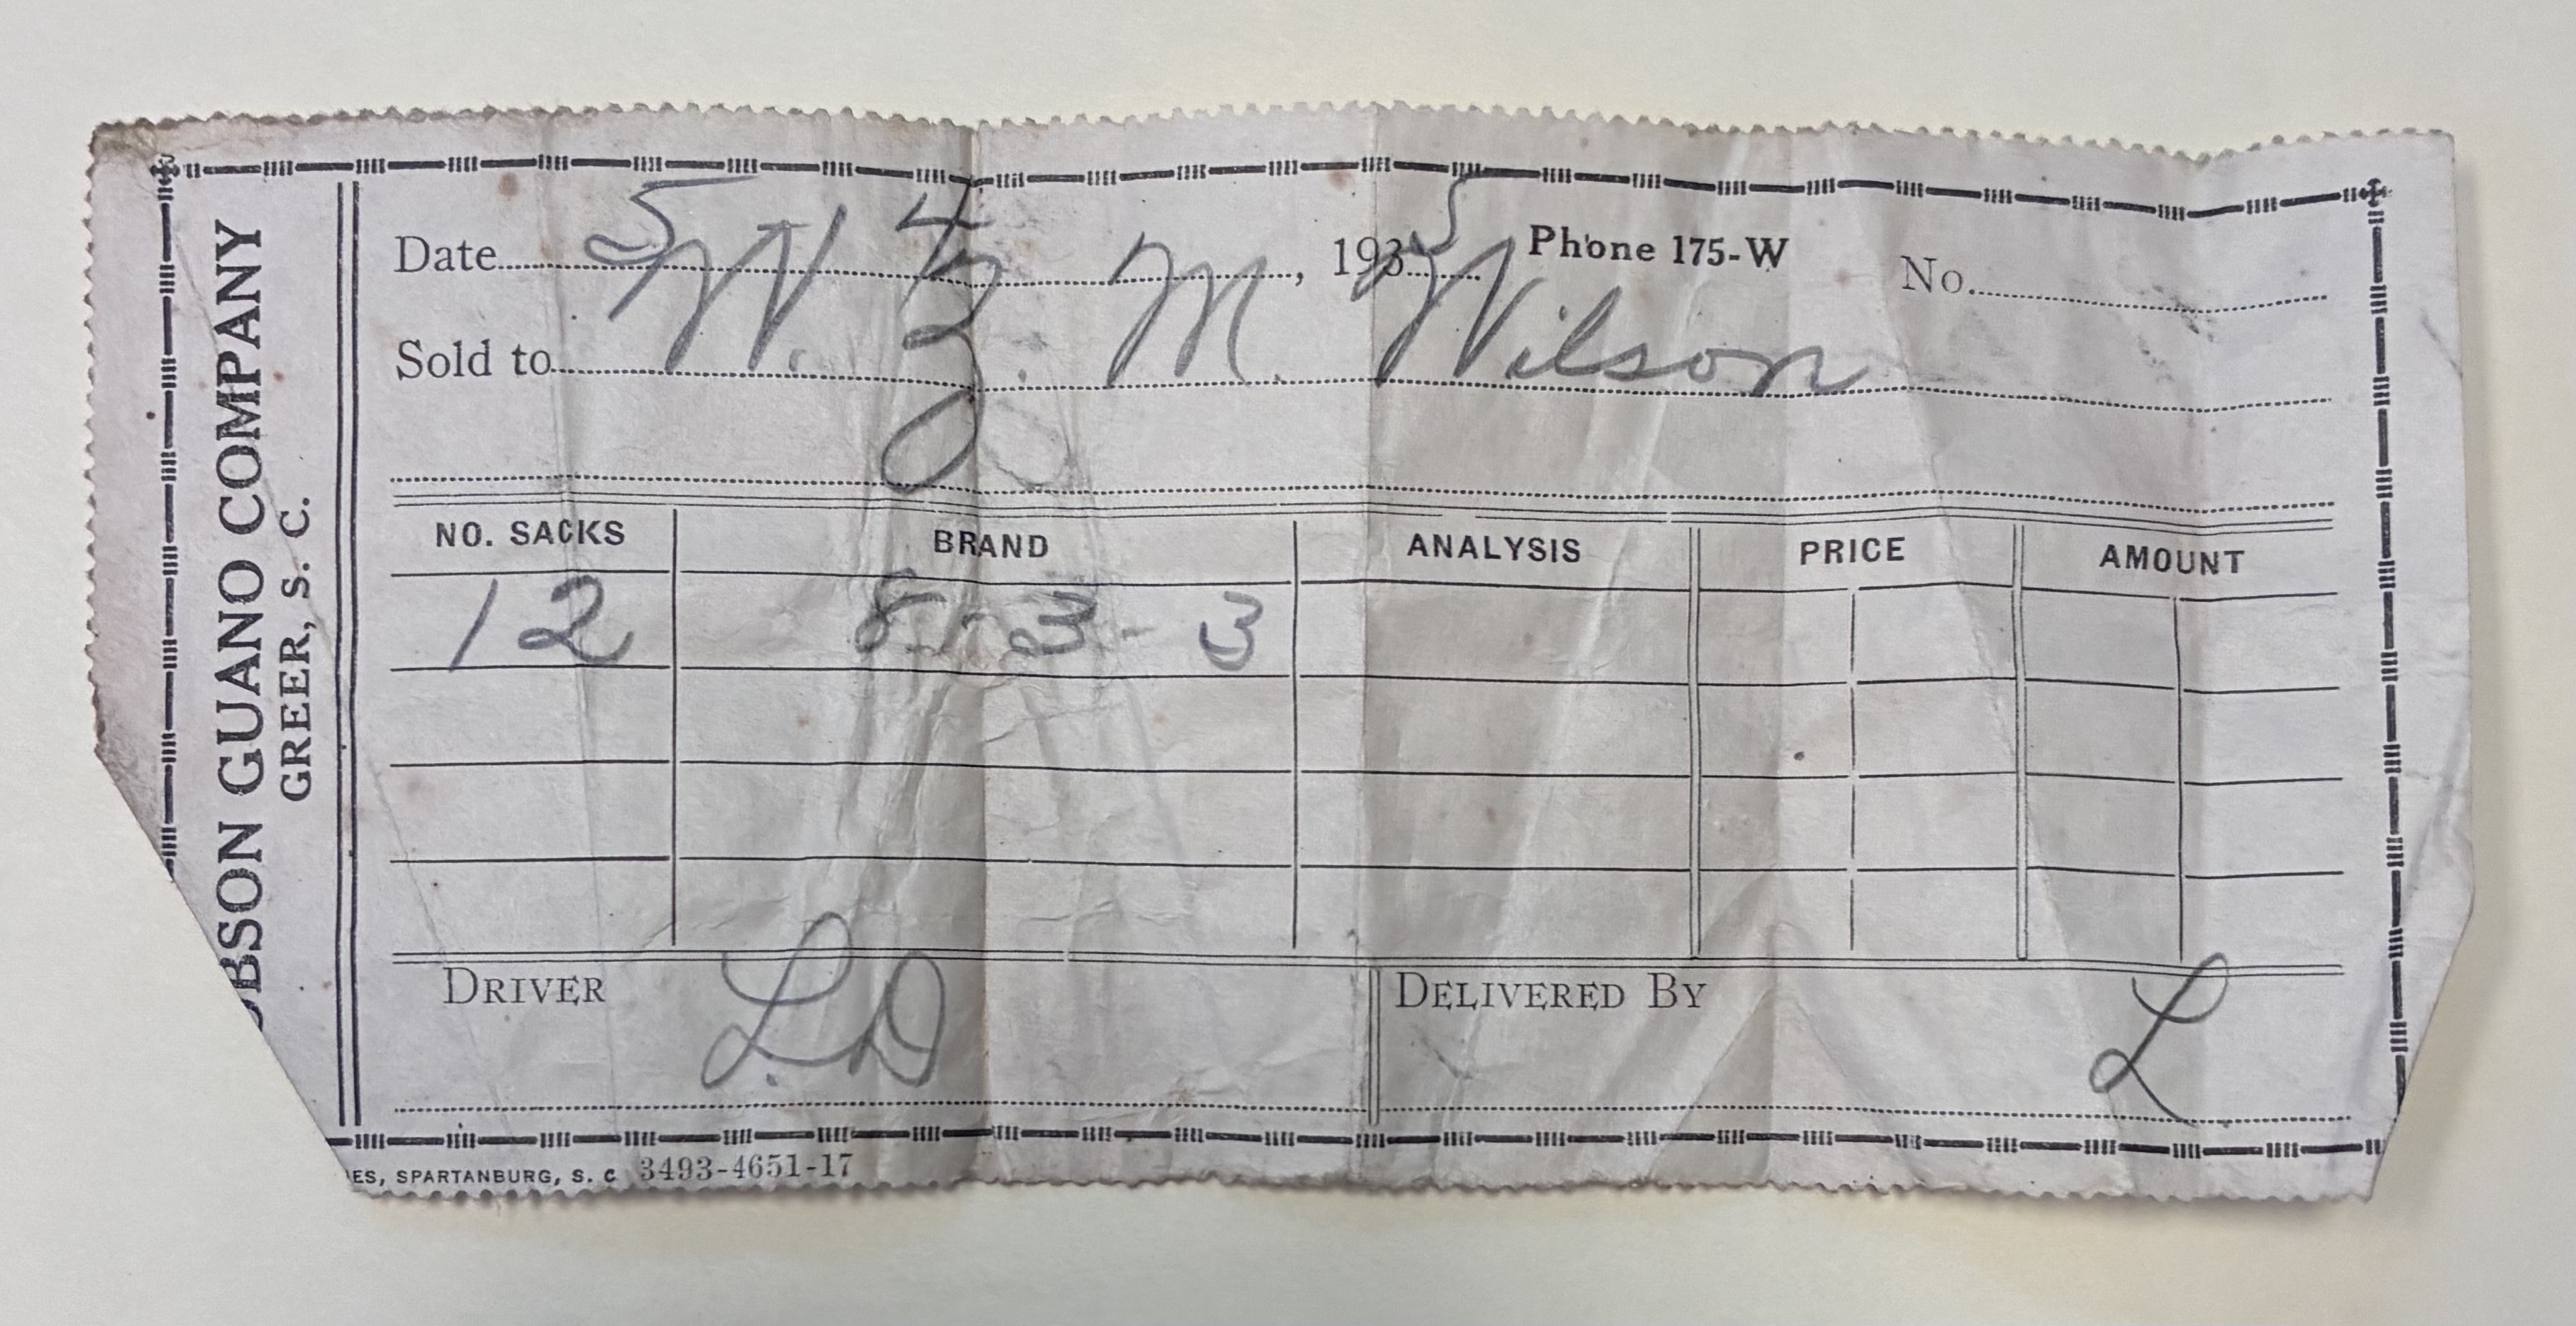 OBSON GUANO COMPANY
GREER, S. C.
Date 5 4, 1935 Phone 175-W No.
Sold to W. Z. M. Wilson
NO. SACKS BRAND ANALYSIS PRICE AMOUNT
12 8-3-3
DRIVER L.D DELIVERED BY L
ES, SPARTANBURG, S. C 3493-4651-17